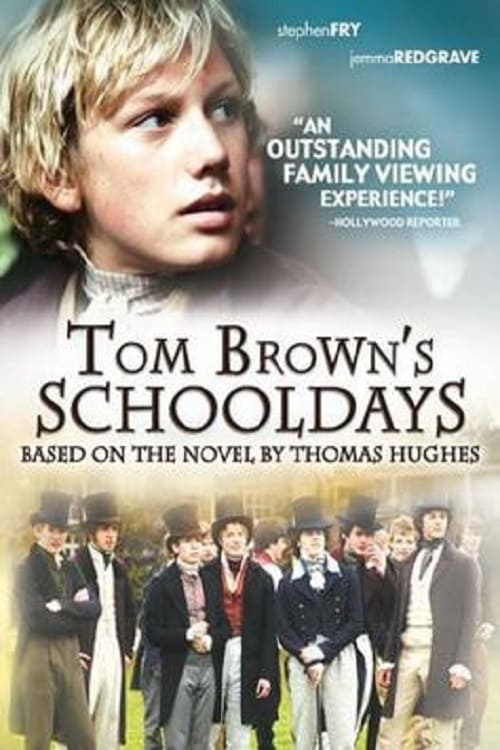 stephenFRY
jemmaREDGRAVE
"AN
OUTSTANDING
FAMILY VIEWING
EXPERIENCE!"
-HOLLYWOOD REPORTER
TOM BROWN'S
SCHOOLDAYS
BASED ON THE NOVEL BY THOMAS HUGHES